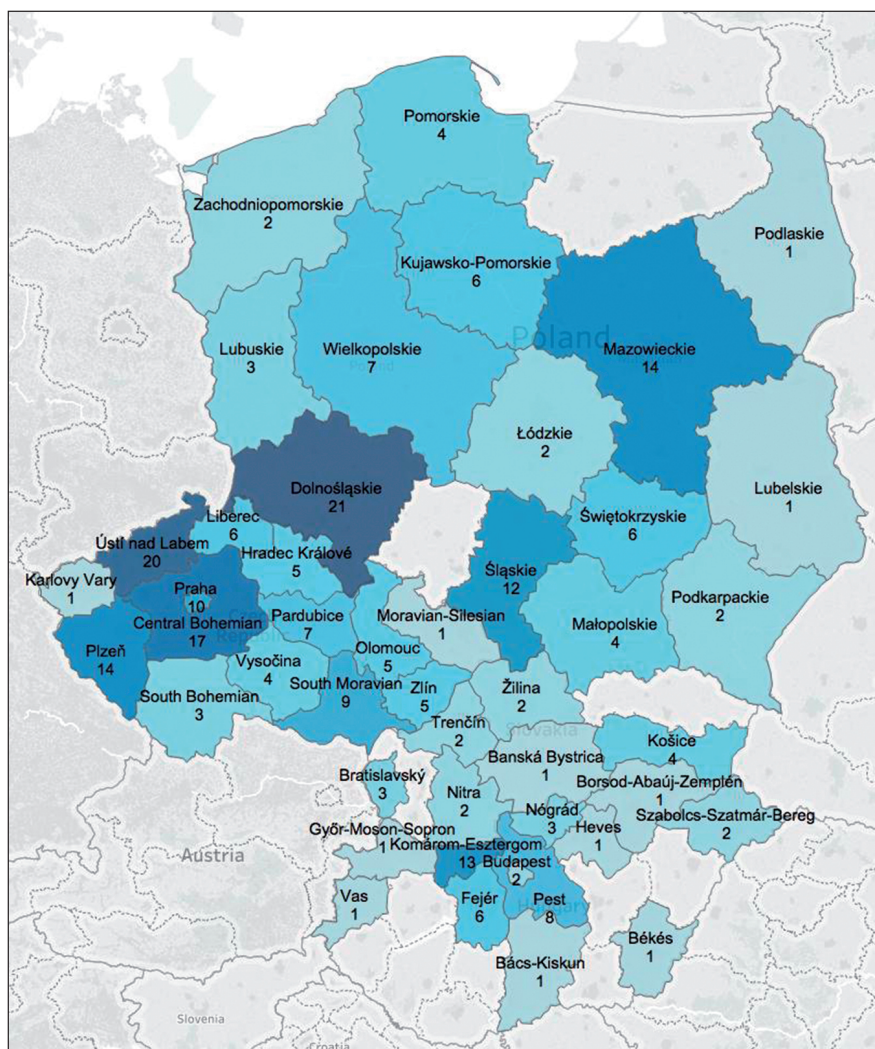 Pomorskie
4
Zachodniopomorskie
2
Podlaskie
1
Kujawsko-Pomorskie
6
Poland
Mazowieckie
14
Lubuskie
3
Wielkopolskie
7
Łódzkie
2
Dolnośląskie
21
Lubelskie
1
Liberec
6
Świętokrzyskie
6
Ústí nad Labem
20
Hradec Králové
5
Śląskie
12
Karlovy Vary
1
Praha
10
Podkarpackie
2
Central Bohemian
17
Czech
Republic
Pardubice
7
Moravian-Silesian
1
Małopolskie
4
Plzeň
14
Olomouc
5
Vysočina
4
South Moravian
9
Zlín
5
Žilina
2
South Bohemian
3
Trenčín
2
Slovakia
Košice
4
Banská Bystrica
1
Bratislavský
3
Borsod-Abaúj-Zemplén
1
Nitra
2
Nógrád
3
Szabolcs-Szatmár-Bereg
2
Győr-Moson-Sopron
1
Heves
1
Komárom-Esztergom
13
Austria
Budapest
2
Vas
1
Fejér
6
Pest
8
Hungary
Békés
1
Bács-Kiskun
1
Slovenia
Croatia